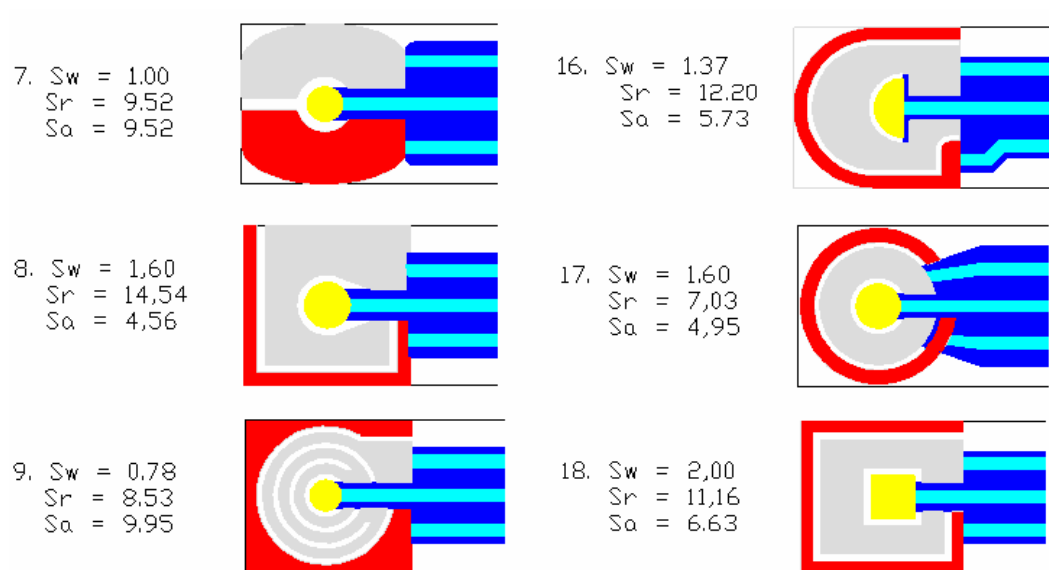 7. Sw = 1.00
Sr = 9.52
Sa = 9.52
8. Sw = 1,60
Sr = 14,54
Sa = 4,56
9. Sw = 0.78
Sr = 8.53
Sa = 9.95
16. Sw = 1.37
Sr = 12.20
Sa = 5.73
17. Sw = 1.60
Sr = 7,03
Sa = 4,95
18. Sw = 2,00
Sr = 11,16
Sa = 6.63